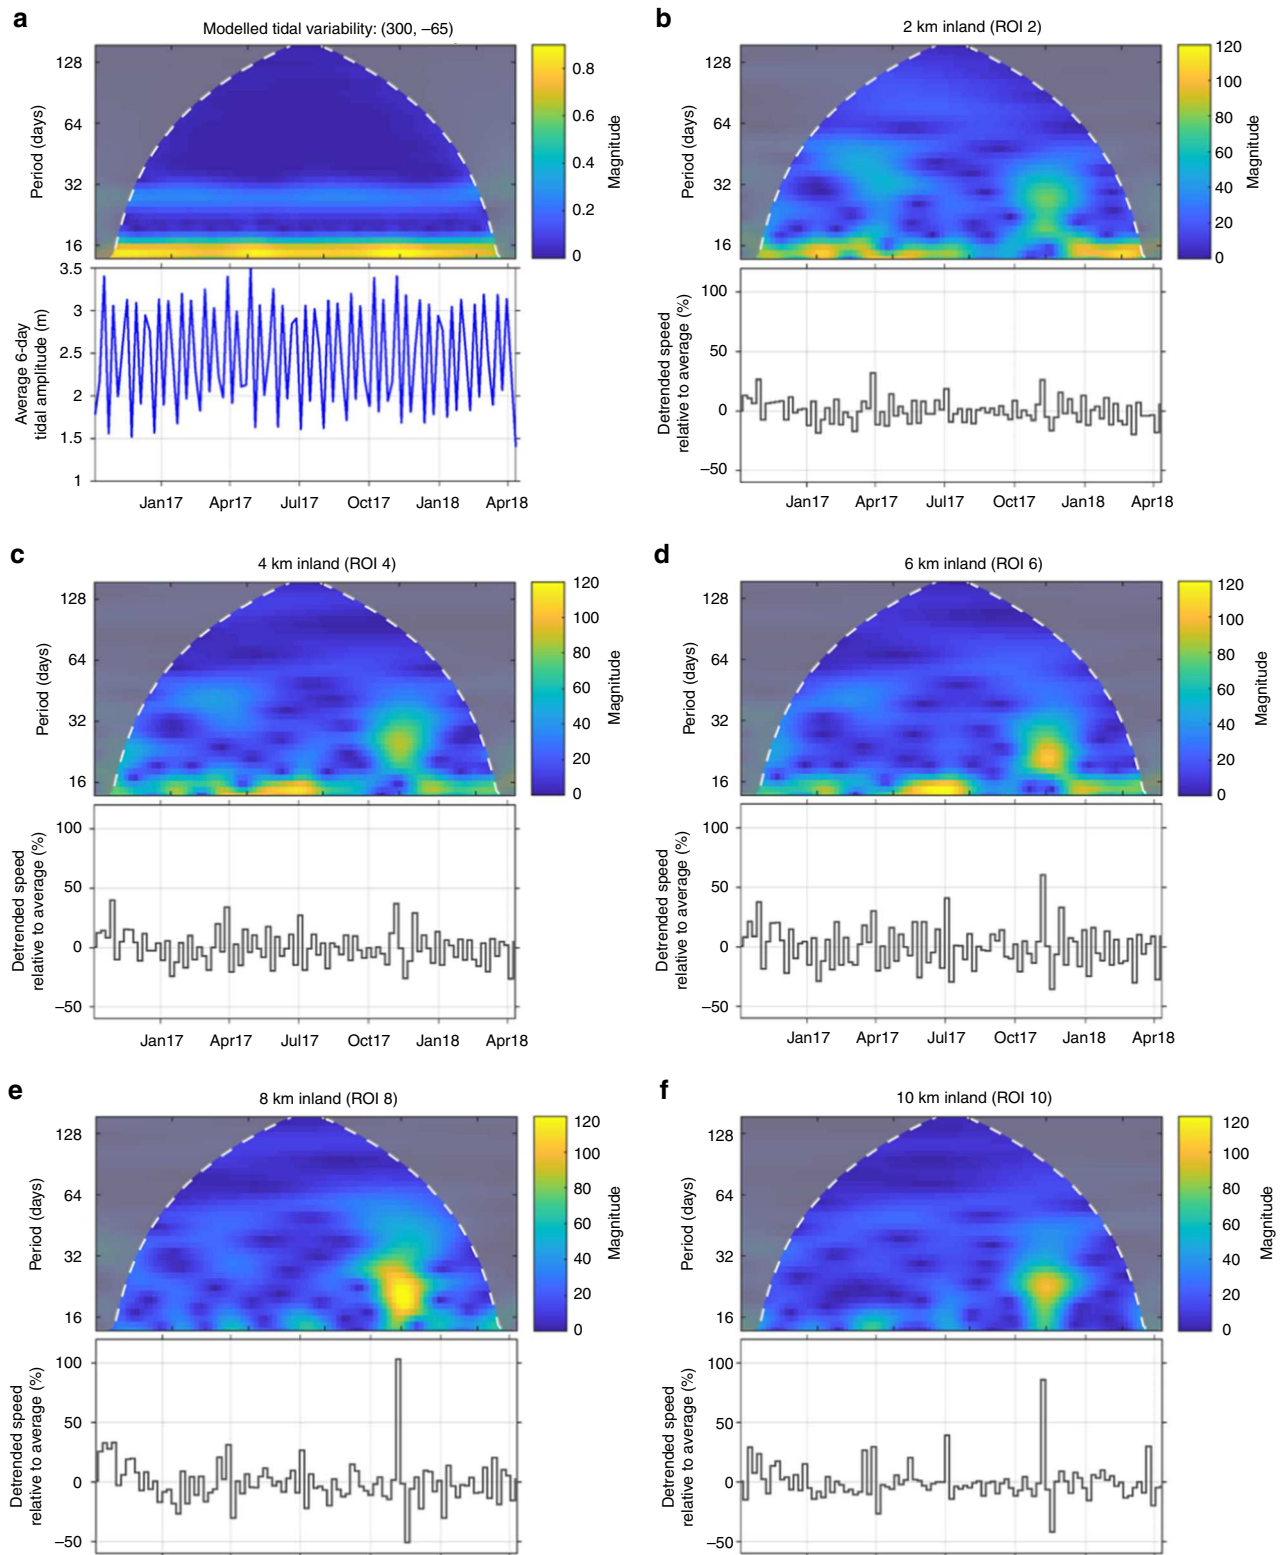 a
Modelled tidal variability: (300, –65)
128
64
32
16
Period (days)
0.8
0.6
0.4
0.2
0
Magnitude
3.5
3
2.5
2
1.5
1
Average 6-day
tidal amplitude (m)
Jan17 Apr17 Jul17 Oct17 Jan18 Apr18
b
2 km inland (ROI 2)
128
64
32
16
Period (days)
120
100
80
60
40
20
0
Magnitude
100
50
0
–50
Detrended speed
relative to average (%)
Jan17 Apr17 Jul17 Oct17 Jan18 Apr18
c
4 km inland (ROI 4)
128
64
32
16
Period (days)
120
100
80
60
40
20
0
Magnitude
100
50
0
–50
Detrended speed
relative to average (%)
Jan17 Apr17 Jul17 Oct17 Jan18 Apr18
d
6 km inland (ROI 6)
128
64
32
16
Period (days)
120
100
80
60
40
20
0
Magnitude
100
50
0
–50
Detrended speed
relative to average (%)
Jan17 Apr17 Jul17 Oct17 Jan18 Apr18
e
8 km inland (ROI 8)
128
64
32
16
Period (days)
120
100
80
60
40
20
0
Magnitude
100
50
0
–50
Detrended speed
relative to average (%)
f
10 km inland (ROI 10)
128
64
32
16
Period (days)
120
100
80
60
40
20
0
Magnitude
100
50
0
–50
Detrended speed
relative to average (%)